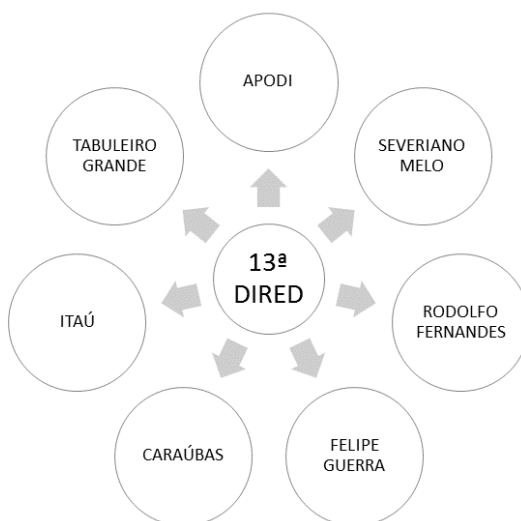 APODI
SEVERIANO
MELO
RODOLFO
FERNANDES
FELIPE
GUERRA
CARAÚBAS
ITAÚ
TABULEIRO
GRANDE
13ª
DIRED